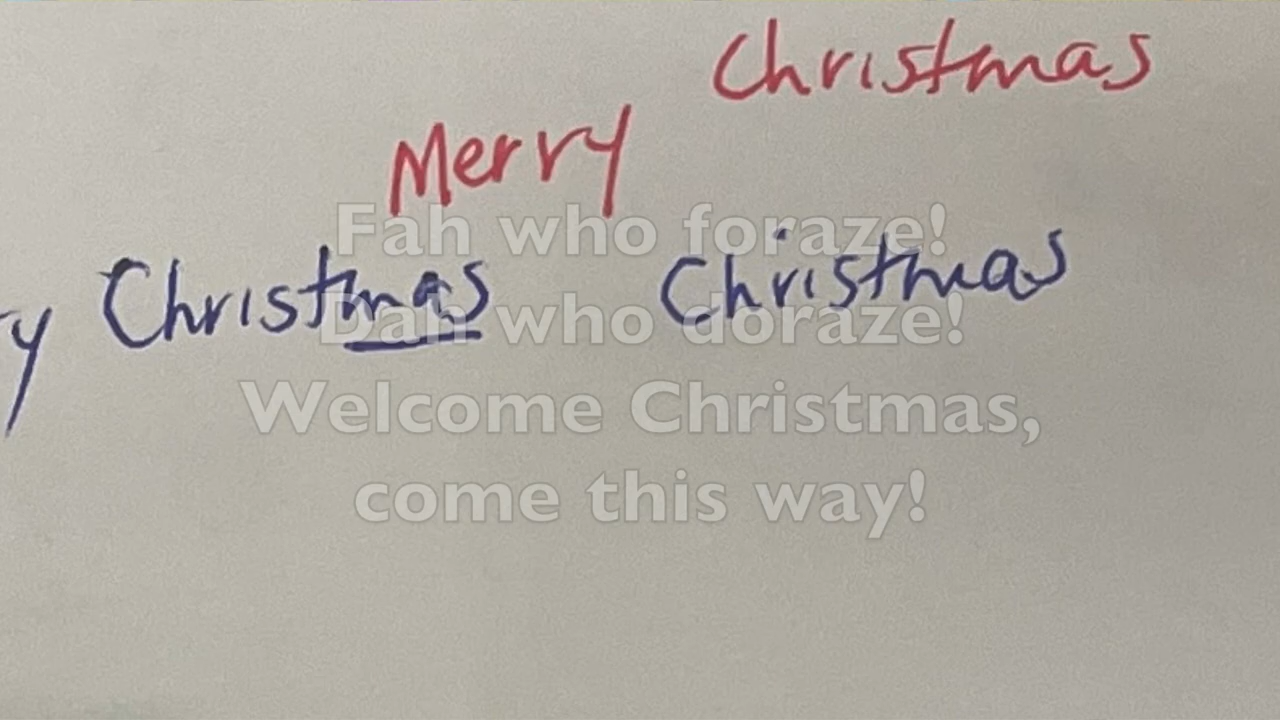 Christmas
Merry
y Christmas Christmas
Fah who foraze!
Dah who doraze!
Welcome Christmas,
come this way!